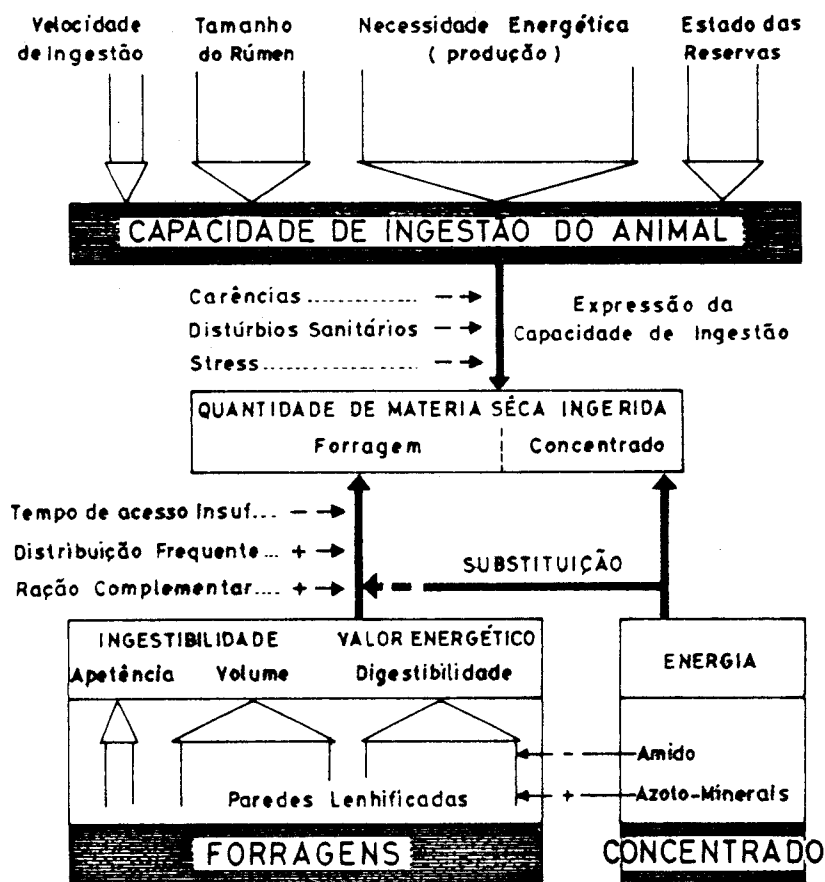 Velocidade de Ingestão
Tamanho do Rúmen
Necessidade Energética
( produção )
Estado das Reservas
CAPACIDADE DE INGESTÃO DO ANIMAL
Carências.................. - →
Distúrbios Sanitários - →
Stress........................ - →
Expressão da
Capacidade de Ingestão
QUANTIDADE DE MATERIA SÉCA INGERIDA
Forragem
Concentrado
Tempo de acesso Insuf.... - →
Distribuição Frequente... + →
Ração Complementar.... + →
SUBSTITUIÇÃO
INGESTIBILIDADE
VALOR ENERGÉTICO
Apetência
Volume
Digestibilidade
ENERGIA
- Amido
+ Azoto-Minerais
Paredes Lenhificadas
FORRAGENS
CONCENTRADO